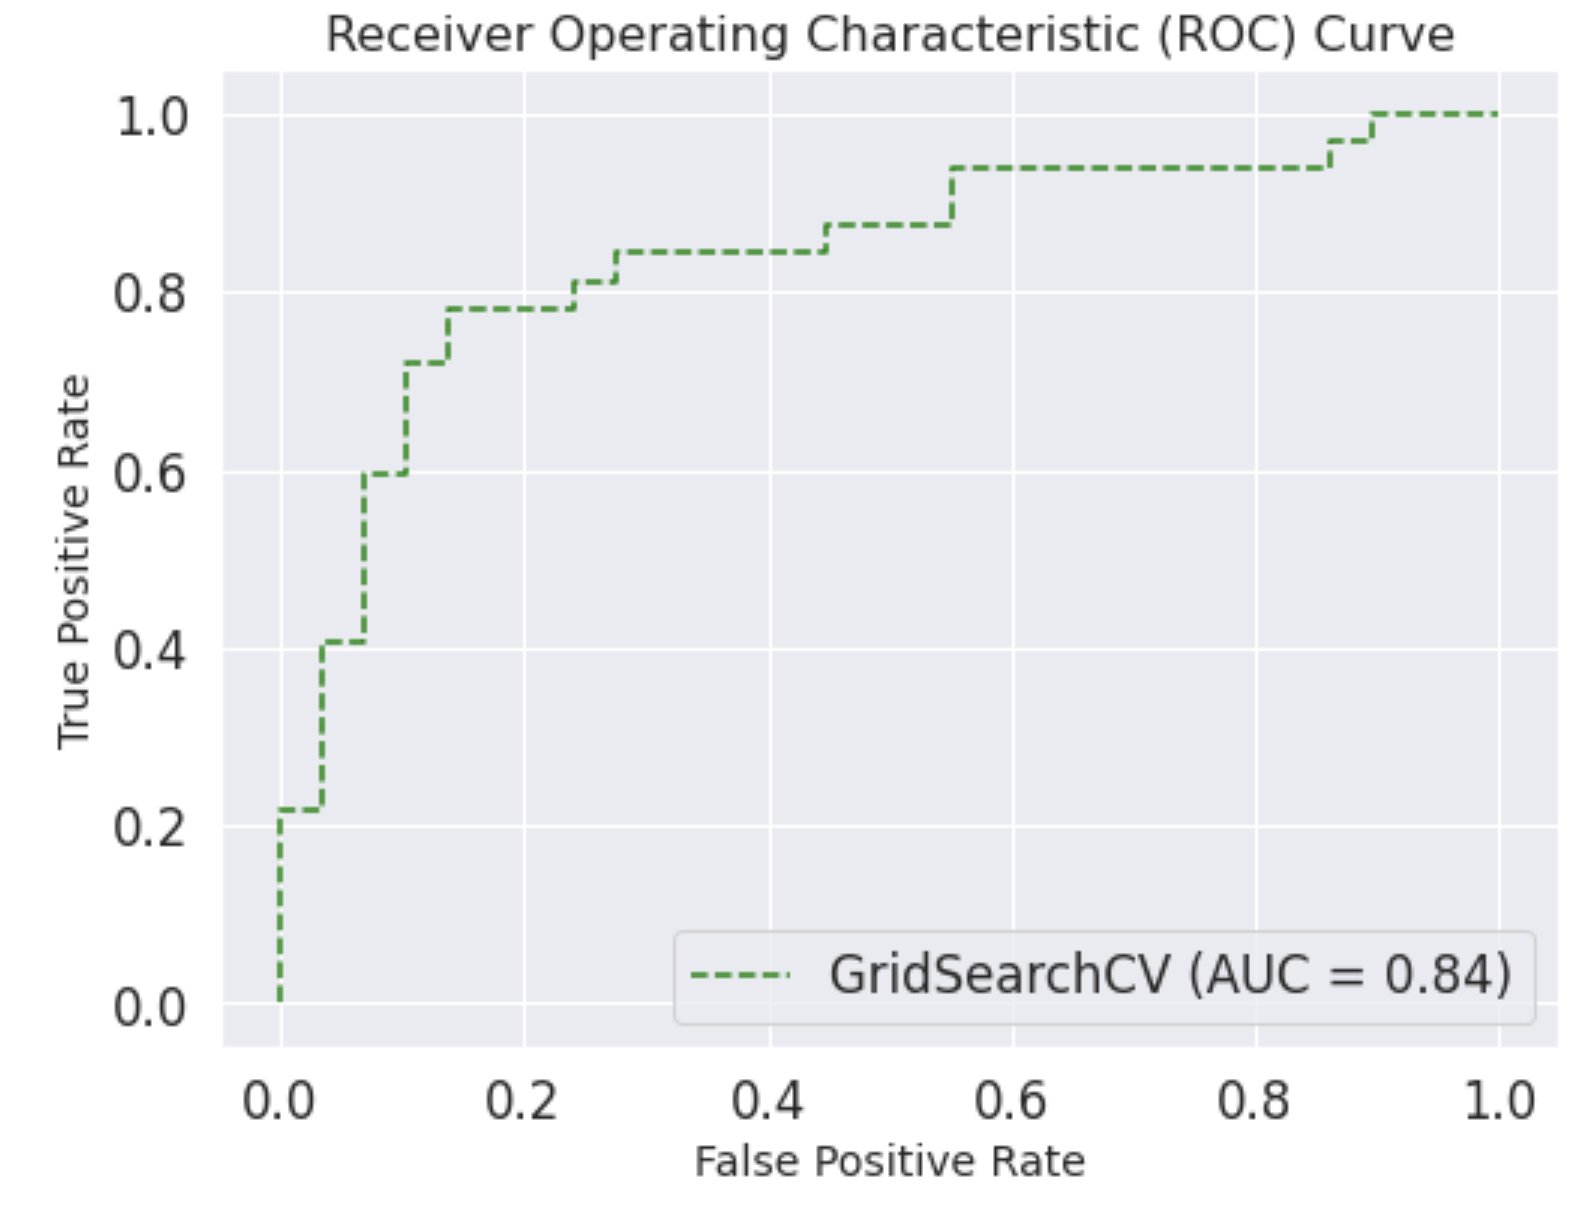 Receiver Operating Characteristic (ROC) Curve
1.0
0.8
0.6
0.4
0.2
0.0
True Positive Rate
GridSearchCV (AUC = 0.84)
0.0 0.2 0.4 0.6 0.8 1.0
False Positive Rate